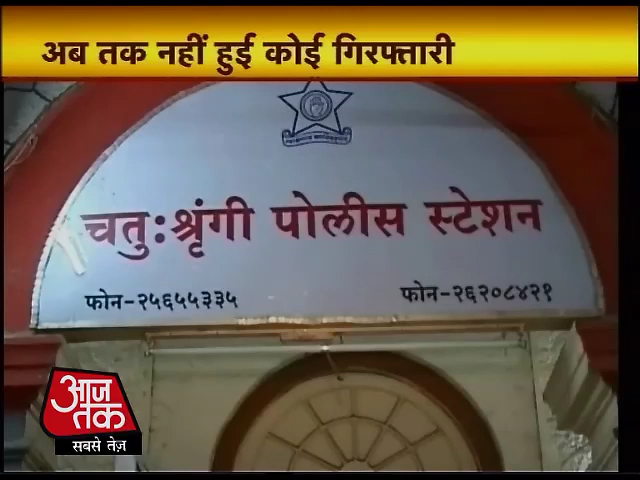 अब तक नहीं हुई कोई गिरफ्तारी
चतुःश्रृंगी पोलीस स्टेशन
फोन-२५६५५३३५
फोन-२६२०८४२१
आज
तक
सबसे तेज़